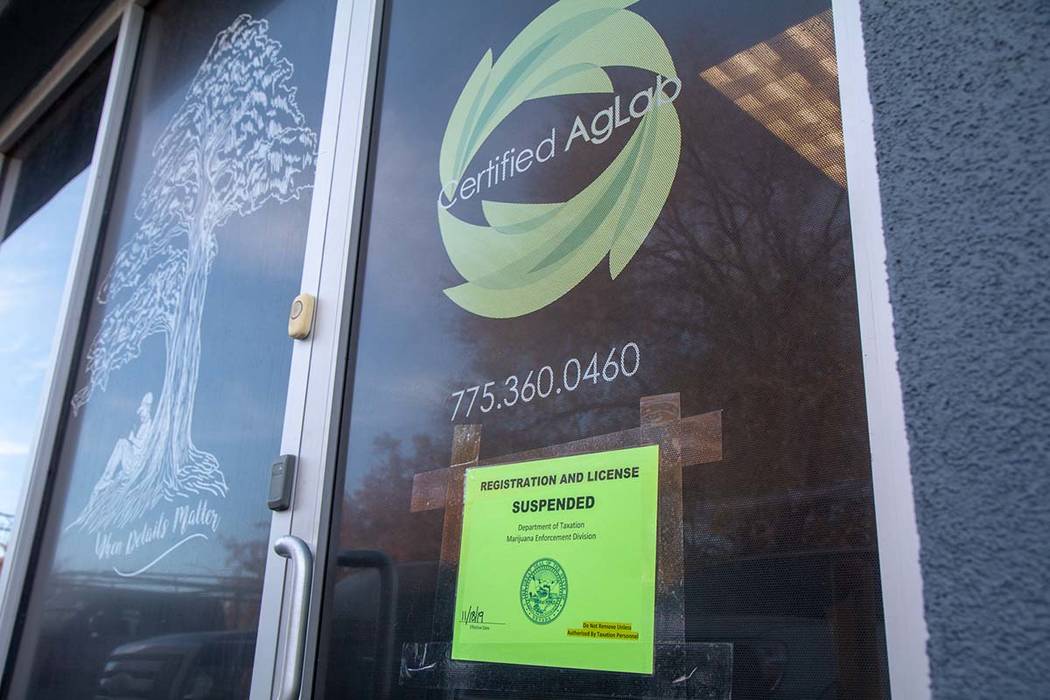 Certified AgLab
775.360.0460
When Details Matter
REGISTRATION AND LICENSE
SUSPENDED
Department of Taxation
Marijuana Enforcement Division
11/18/19
Effective Date
Do Not Remove Unless
Authorized By Taxation Personnel